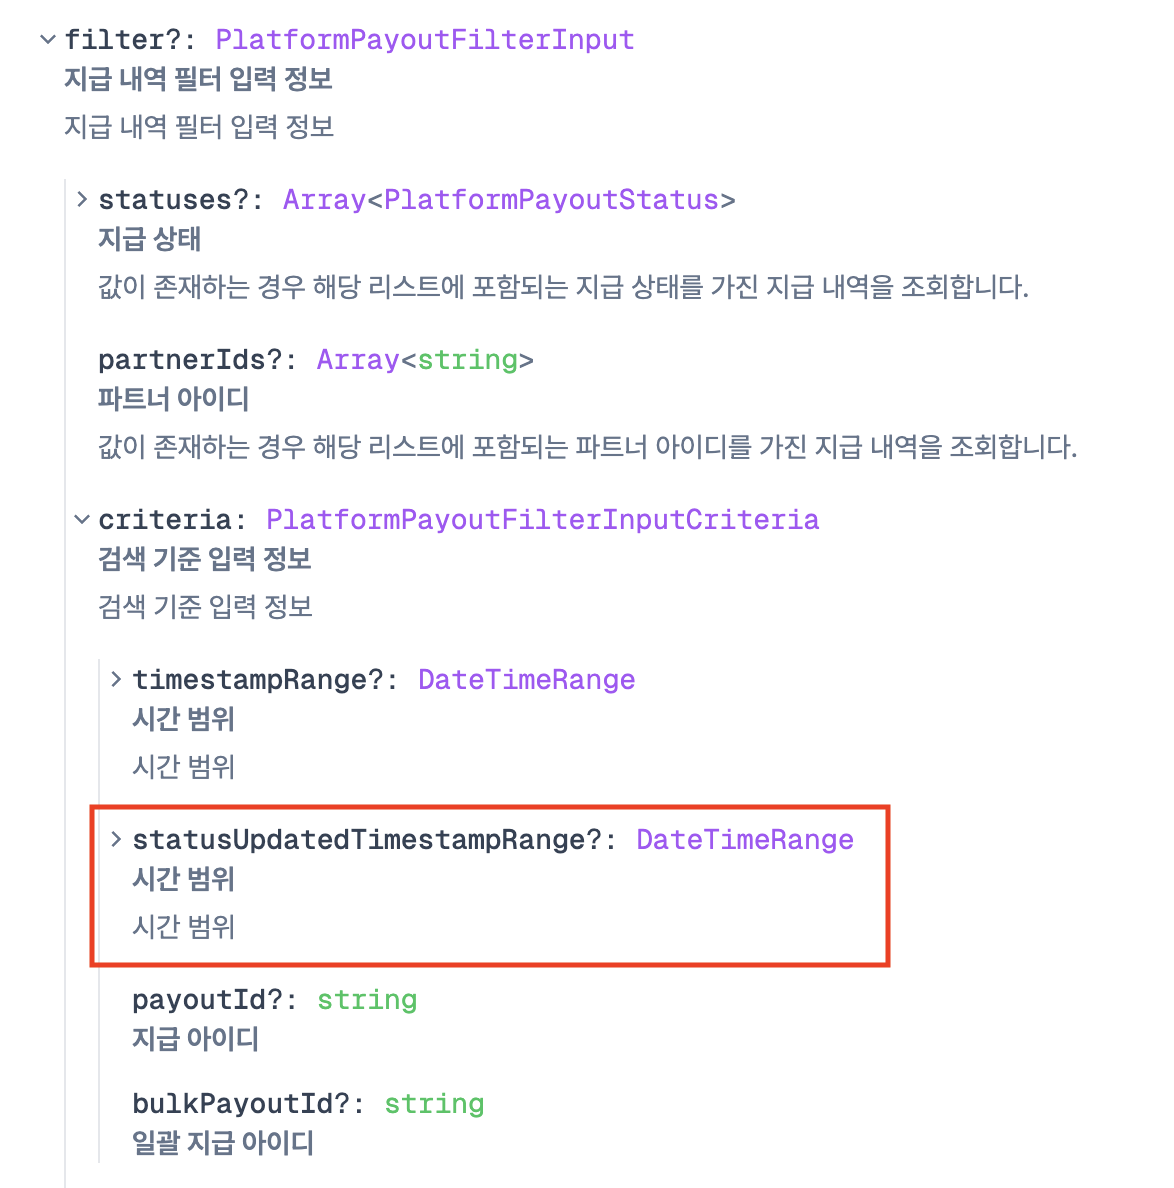 filter?: PlatformPayoutFilterInput
지급 내역 필터 입력 정보
지급 내역 필터 입력 정보
statuses?: Array<PlatformPayoutStatus>
지급 상태
값이 존재하는 경우 해당 리스트에 포함되는 지급 상태를 가진 지급 내역을 조회합니다.
partnerIds?: Array<string>
파트너 아이디
값이 존재하는 경우 해당 리스트에 포함되는 파트너 아이디를 가진 지급 내역을 조회합니다.
criteria: PlatformPayoutFilterInputCriteria
검색 기준 입력 정보
검색 기준 입력 정보
timestampRange?: DateTimeRange
시간 범위
시간 범위
statusUpdatedTimestampRange?: DateTimeRange
시간 범위
시간 범위
payoutId?: string
지급 아이디
bulkPayoutId?: string
일괄 지급 아이디